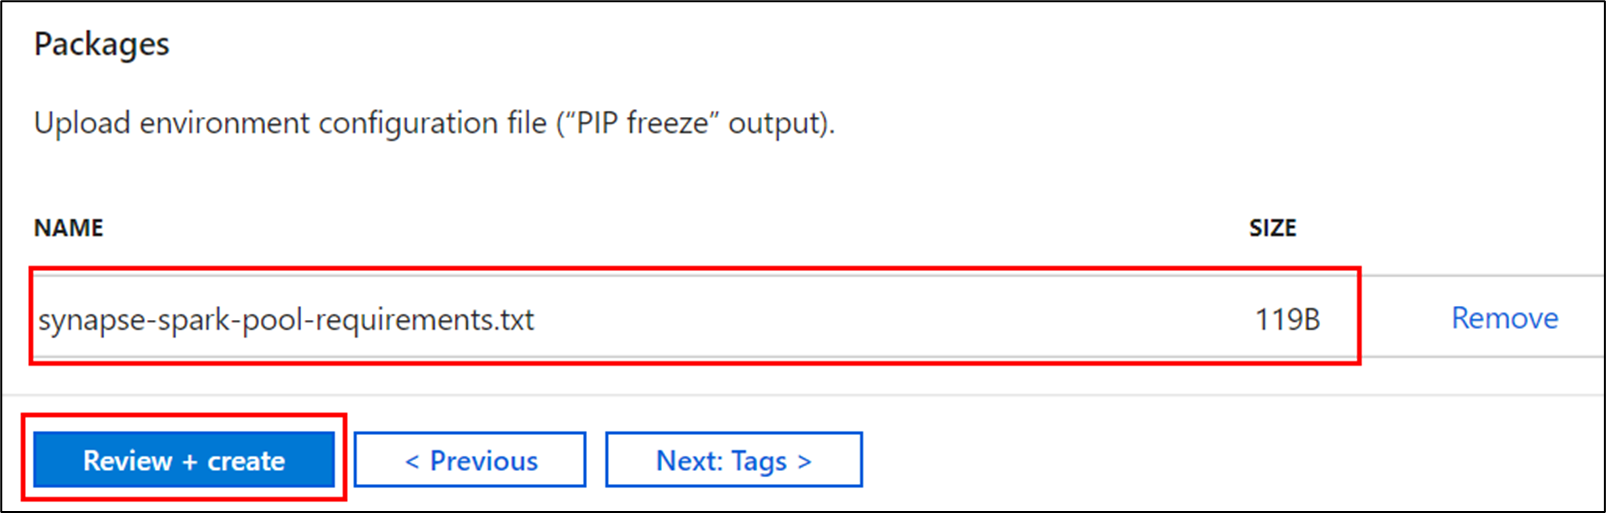 Packages
Upload environment configuration file (“PIP freeze” output).
NAME SIZE
synapse-spark-pool-requirements.txt 119B Remove
Review + create < Previous Next: Tags >